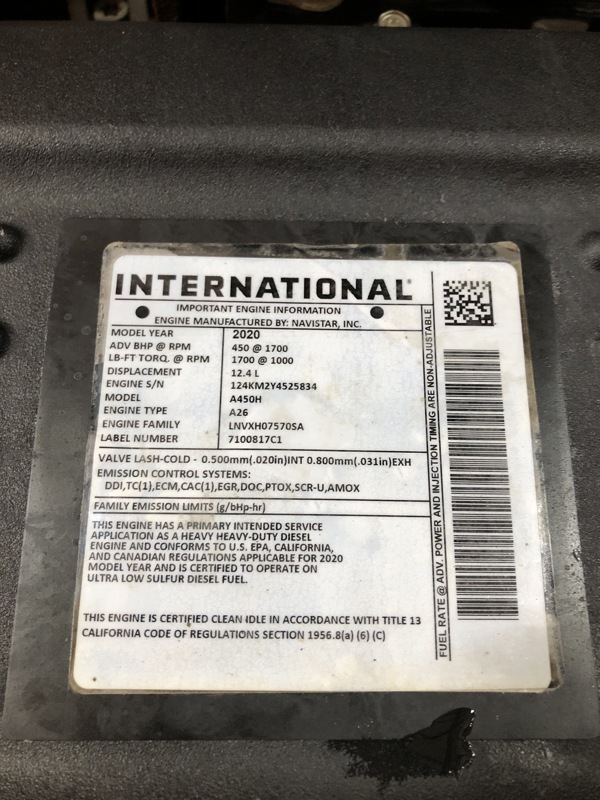 INTERNATIONAL®
IMPORTANT ENGINE INFORMATION
ENGINE MANUFACTURED BY: NAVISTAR, INC.
MODEL YEAR 2020
ADV BHP @ RPM 450 @ 1700
LB-FT TORQ. @ RPM 1700 @ 1000
DISPLACEMENT 12.4 L
ENGINE S/N 124KM2Y4525834
MODEL A450H
ENGINE TYPE A26
ENGINE FAMILY LNVXH07570SA
LABEL NUMBER 7100817C1
VALVE LASH-COLD - 0.500mm(.020in)INT 0.800mm(.031in)EXH
EMISSION CONTROL SYSTEMS:
DDI,TC(1),ECM,CAC(1),EGR,DOC,PTOX,SCR-U,AMOX
FAMILY EMISSION LIMITS (g/bHp-hr)
THIS ENGINE HAS A PRIMARY INTENDED SERVICE
APPLICATION AS A HEAVY HEAVY-DUTY DIESEL
ENGINE AND CONFORMS TO U.S. EPA, CALIFORNIA,
AND CANADIAN REGULATIONS APPLICABLE FOR 2020
MODEL YEAR AND IS CERTIFIED TO OPERATE ON
ULTRA LOW SULFUR DIESEL FUEL.
THIS ENGINE IS CERTIFIED CLEAN IDLE IN ACCORDANCE WITH TITLE 13
CALIFORNIA CODE OF REGULATIONS SECTION 1956.8(a) (6) (C)
FUEL RATE @ ADV. POWER AND INJECTION TIMING ARE NON-ADJUSTABLE